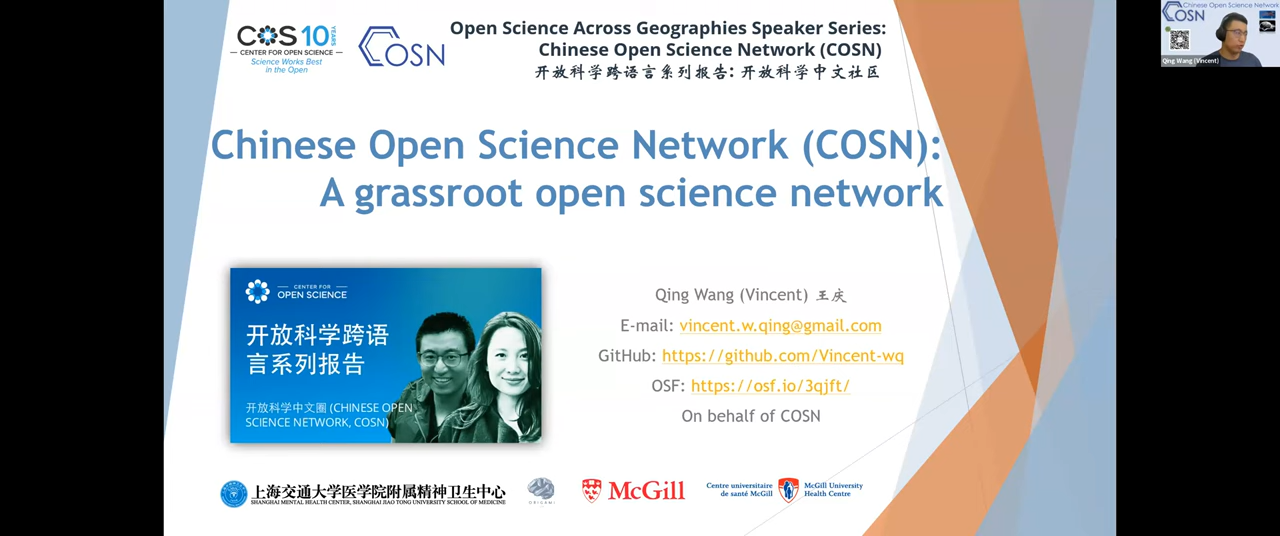 COS 10 YEARS
CENTER FOR OPEN SCIENCE
Science Works Best
in the Open
COSN
Open Science Across Geographies Speaker Series:
Chinese Open Science Network (COSN)
开放科学跨语言系列报告: 开放科学中文社区
Chinese Open Science Network
COSN
Qing Wang (Vincent)
Chinese Open Science Network (COSN):
A grassroot open science network
CENTER FOR
OPEN SCIENCE
开放科学跨语
言系列报告
开放科学中文圈 (CHINESE OPEN
SCIENCE NETWORK, COSN)
Qing Wang (Vincent) 王庆
E-mail: vincent.w.qing@gmail.com
GitHub: https://github.com/Vincent-wq
OSF: https://osf.io/3qjft/
On behalf of COSN
上海交通大学医学院附属精神卫生中心
SHANGHAI MENTAL HEALTH CENTER, SHANGHAI JIAO TONG UNIVERSITY SCHOOL OF MEDICINE
McGill
Centre universitaire
de santé McGill
McGill University
Health Centre